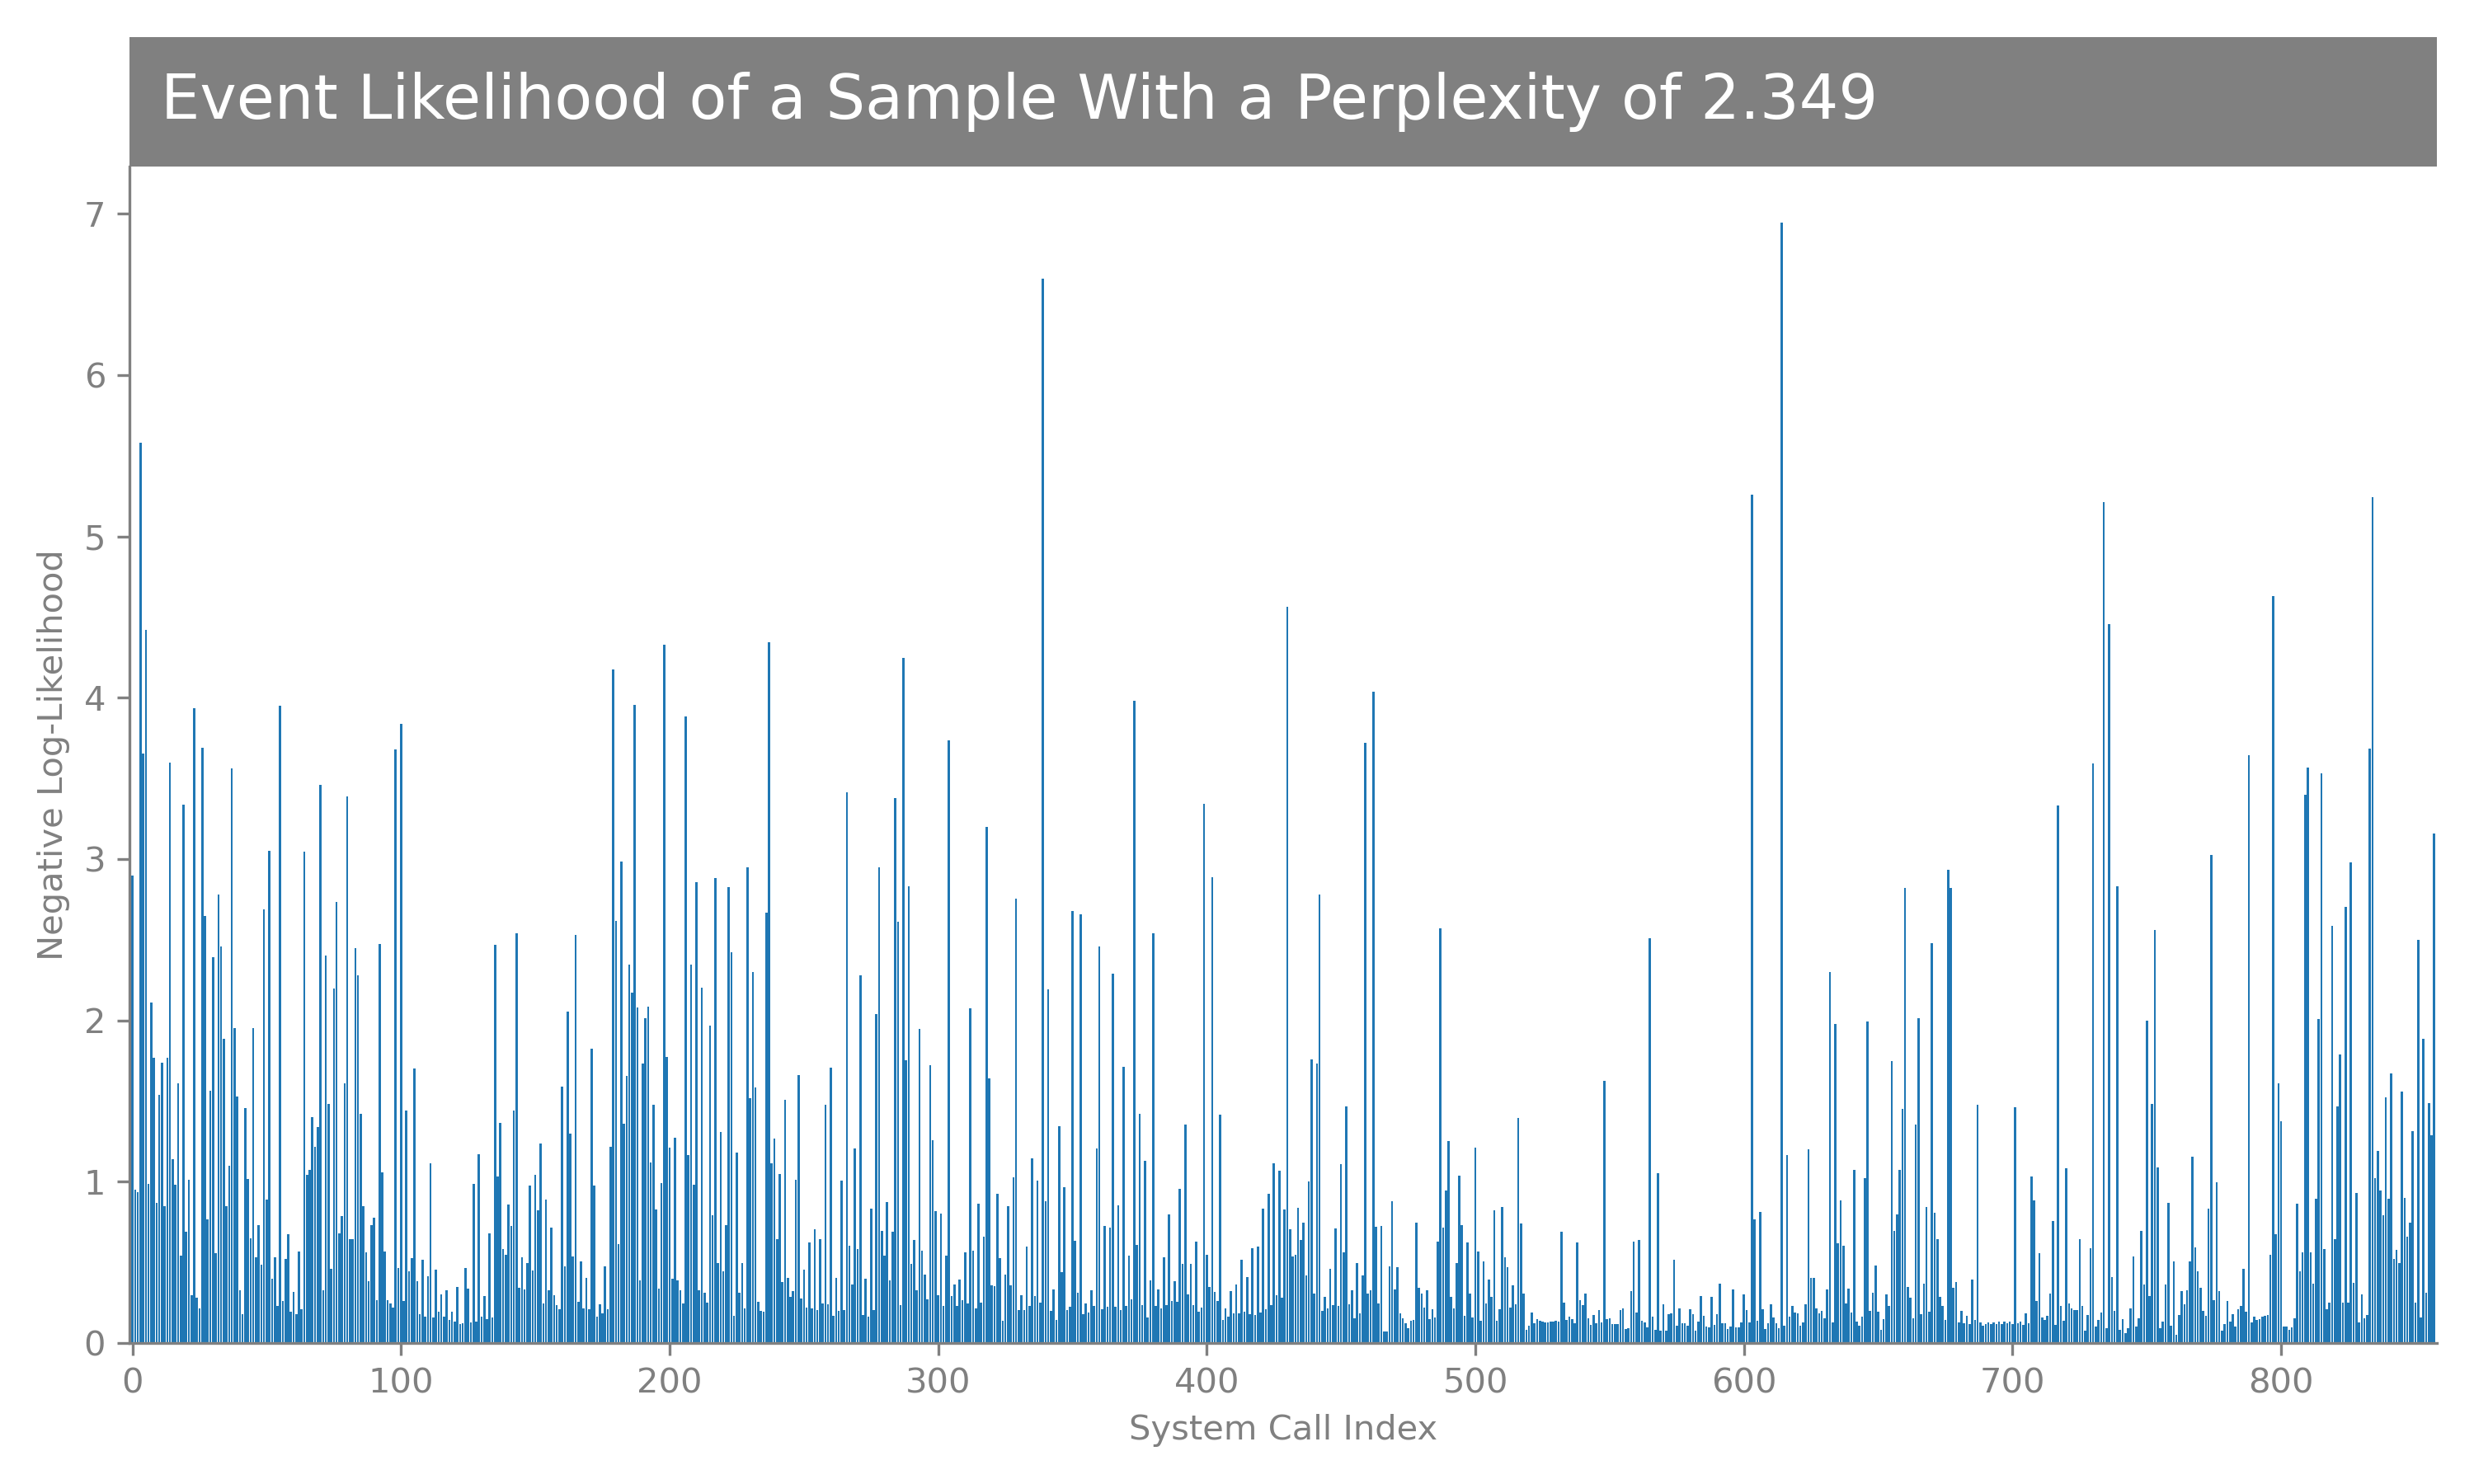 Event Likelihood of a Sample With a Perplexity of 2.349
7
6
5
4
3
2
1
0
Negative Log-Likelihood
0 100 200 300 400 500 600 700 800
System Call Index